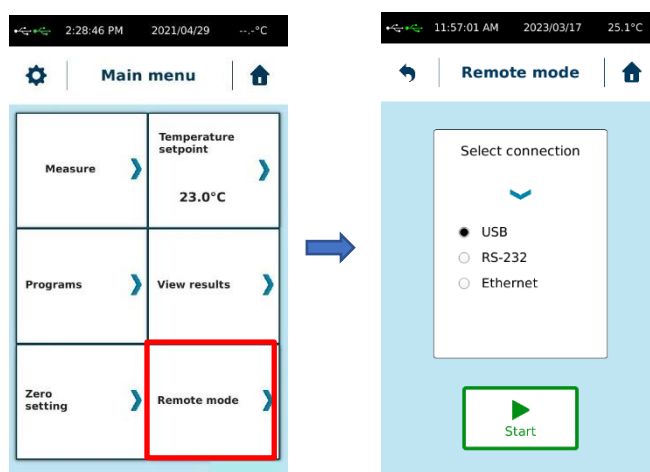 2:28:46 PM 2021/04/29 --.-°C
Main menu
Measure
Temperature
setpoint
23.0°C
Programs
View results
Zero
setting
Remote mode
11:57:01 AM 2023/03/17 25.1°C
Remote mode
Select connection
USB
RS-232
Ethernet
Start